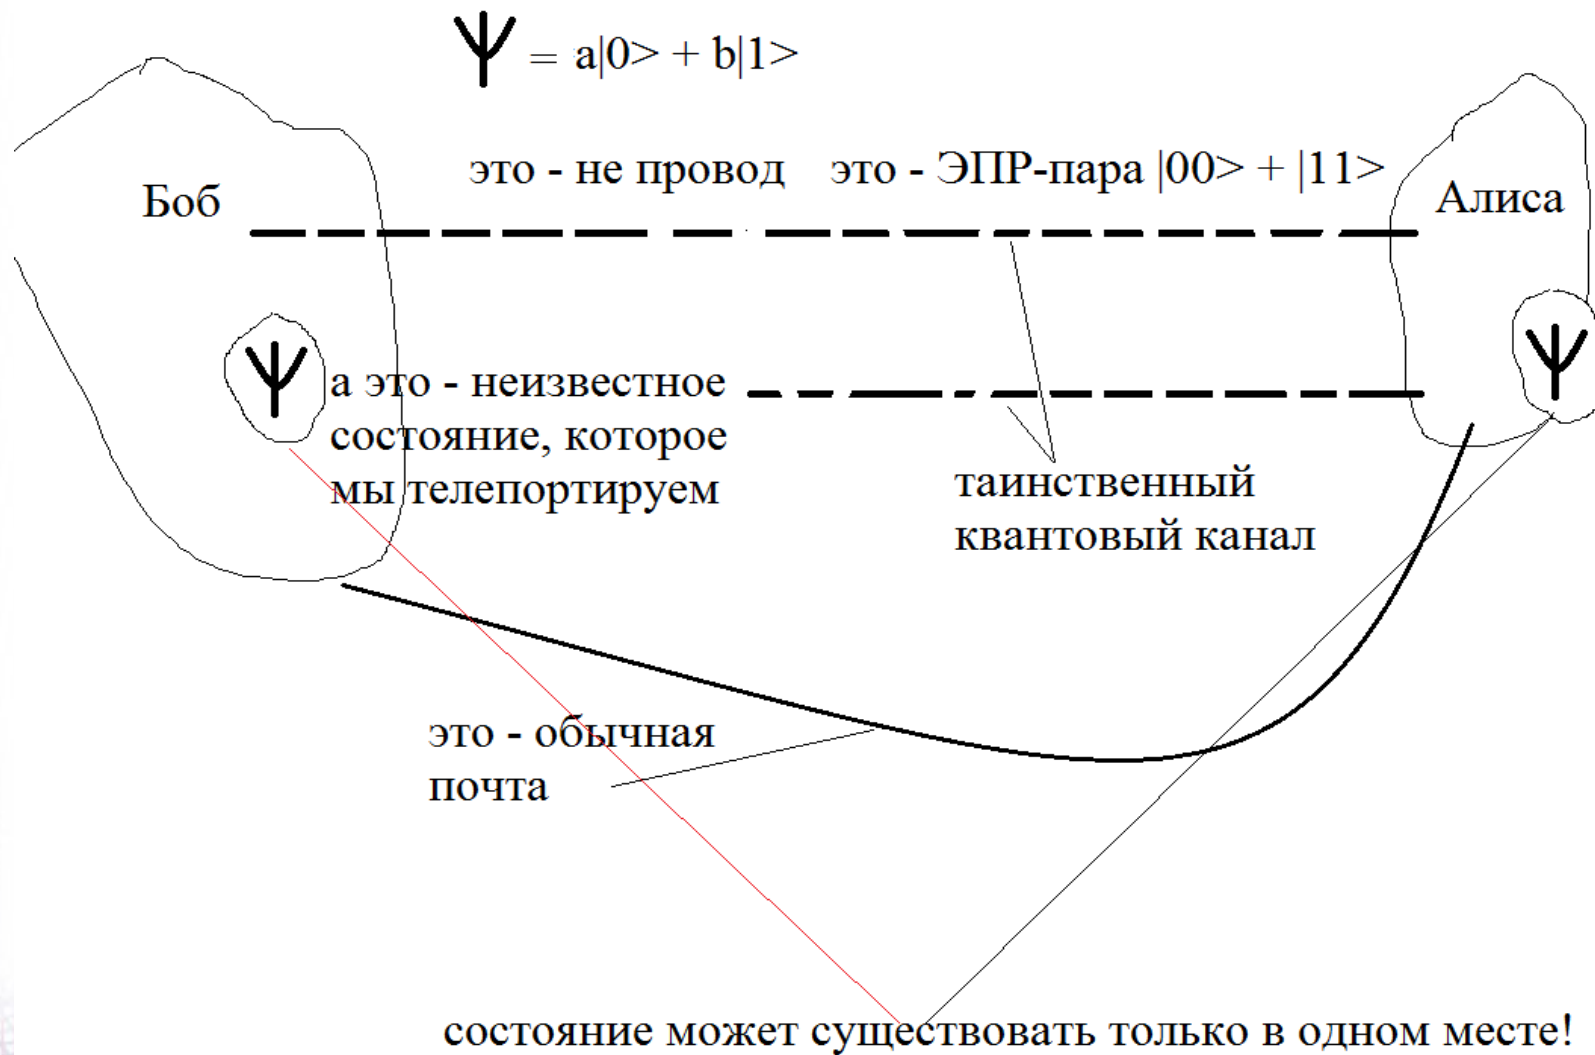 Ψ = a|0> + b|1>
это - не провод это - ЭПР-пара |00> + |11>
Боб
Алиса
Ψ
Ψ
а это - неизвестное
состояние, которое
мы телепортируем
таинственный
квантовый канал
это - обычная
почта
состояние может существовать только в одном месте!